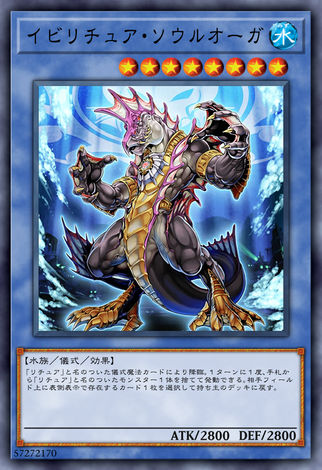 イビリチュア・ソウルオーガ
水
【水族／儀式／効果】
「リチュア」と名のついた儀式魔法カードにより降臨。1ターンに1度、手札か
ら「リチュア」と名のついたモンスター1体を捨てて発動できる。相手フィール
ド上に表側表示で存在するカード1枚を選択して持ち主のデッキに戻す。
ATK/2800 DEF/2800
57272170